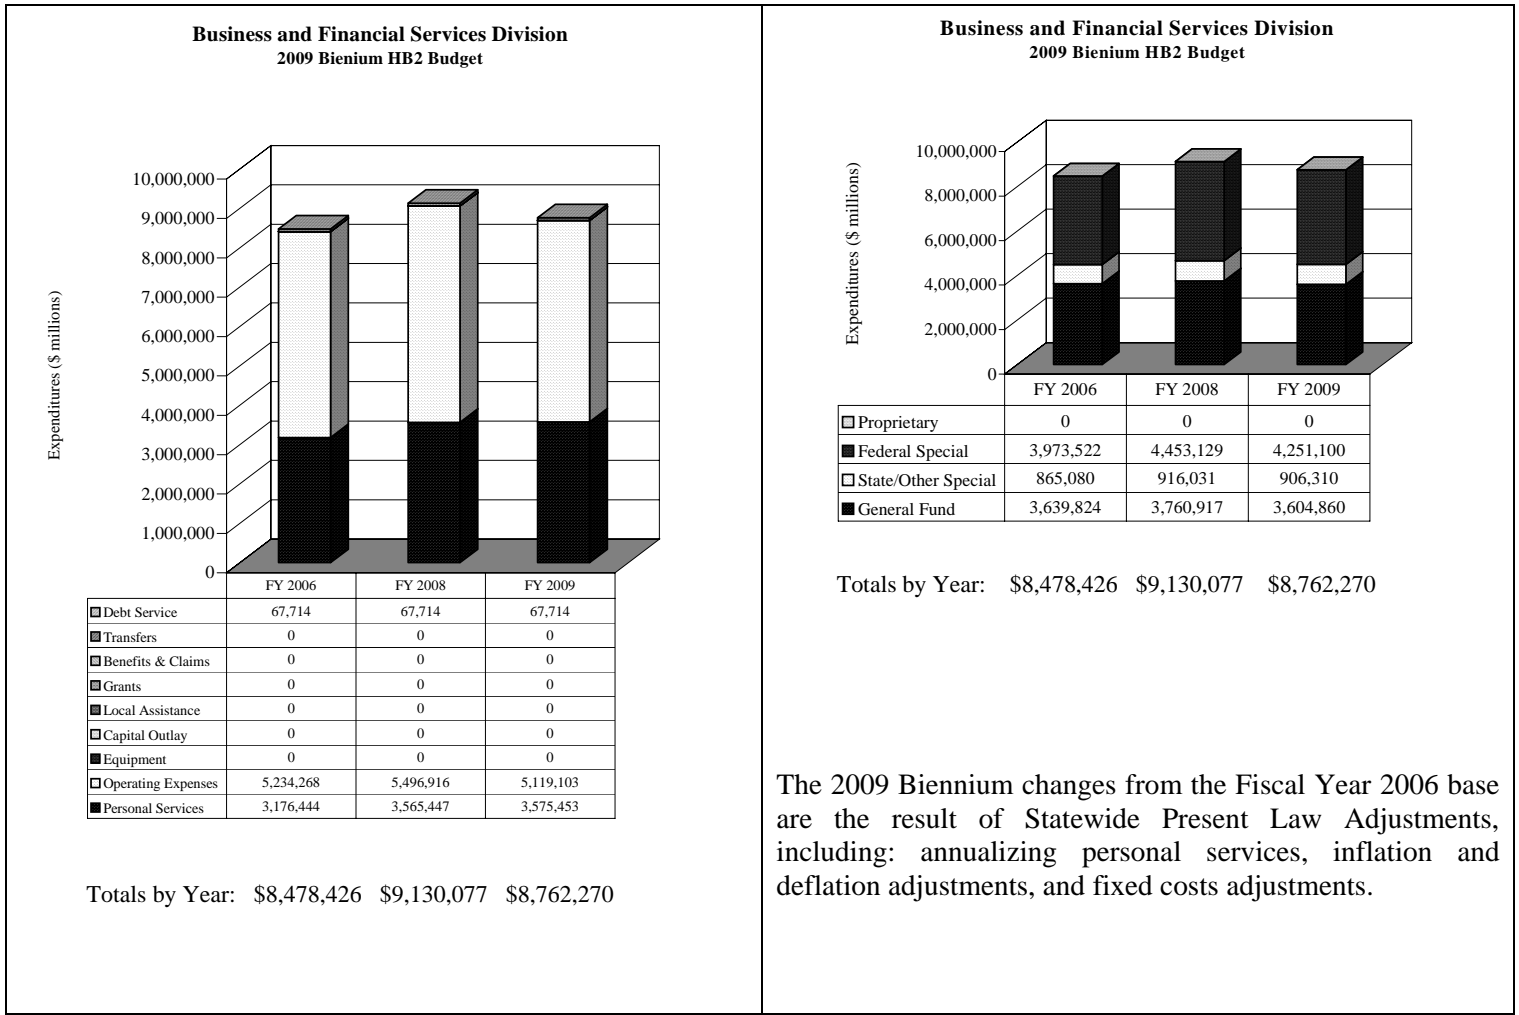 Business and Financial Services Division
2009 Bienium HB2 Budget
Expenditures ($ millions)
10,000,000
9,000,000
8,000,000
7,000,000
6,000,000
5,000,000
4,000,000
3,000,000
2,000,000
1,000,000
0
FY 2006 FY 2008 FY 2009
Debt Service 67,714 67,714 67,714
Transfers 0 0 0
Benefits & Claims 0 0 0
Grants 0 0 0
Local Assistance 0 0 0
Capital Outlay 0 0 0
Equipment 0 0 0
Operating Expenses 5,234,268 5,496,916 5,119,103
Personal Services 3,176,444 3,565,447 3,575,453
Totals by Year: $8,478,426 $9,130,077 $8,762,270
Business and Financial Services Division
2009 Bienium HB2 Budget
Expenditures ($ millions)
10,000,000
8,000,000
6,000,000
4,000,000
2,000,000
0
FY 2006 FY 2008 FY 2009
Proprietary 0 0 0
Federal Special 3,973,522 4,453,129 4,251,100
State/Other Special 865,080 916,031 906,310
General Fund 3,639,824 3,760,917 3,604,860
Totals by Year: $8,478,426 $9,130,077 $8,762,270
The 2009 Biennium changes from the Fiscal Year 2006 base
are the result of Statewide Present Law Adjustments,
including: annualizing personal services, inflation and
deflation adjustments, and fixed costs adjustments.